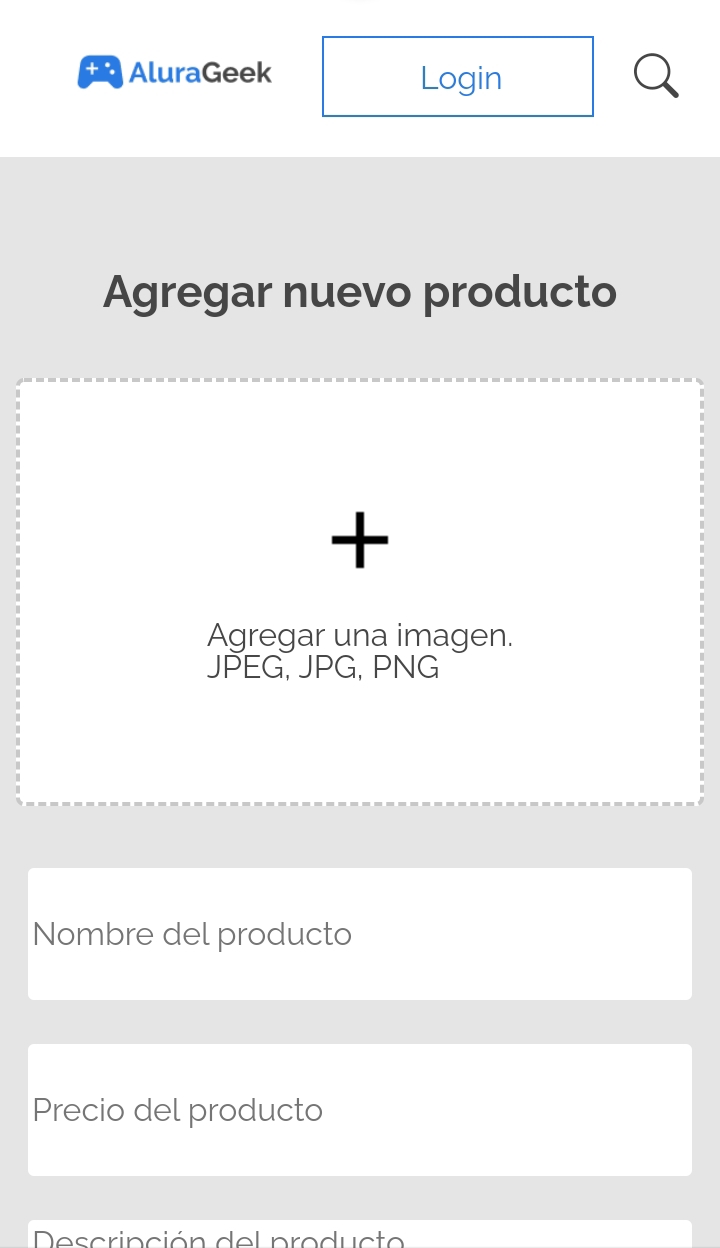 AluraGeek
Login
Agregar nuevo producto
Agregar una imagen.
JPEG, JPG, PNG
Nombre del producto
Precio del producto
Descripción del producto